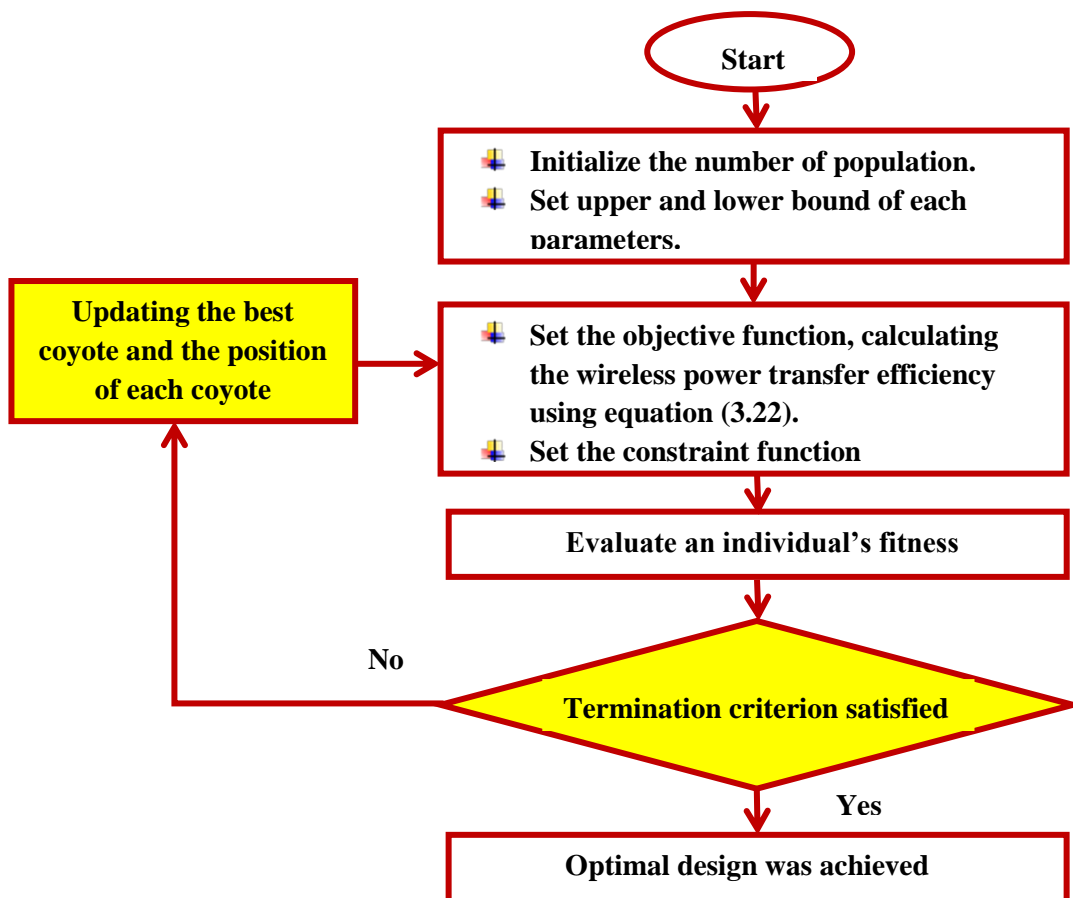 Start
Initialize the number of population.
Set upper and lower bound of each
parameters.
Updating the best
coyote and the position
of each coyote
Set the objective function, calculating
the wireless power transfer efficiency
using equation (3.22).
Set the constraint function
Evaluate an individual’s fitness
No
Termination criterion satisfied
Yes
Optimal design was achieved